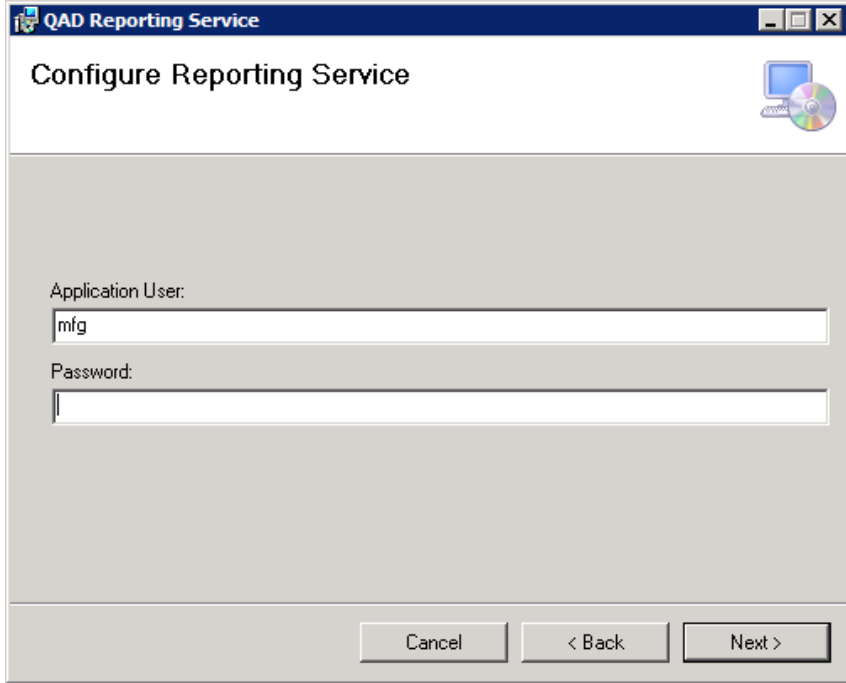 QAD Reporting Service
Configure Reporting Service
Application User:
mfg
Password:
Cancel
< Back
Next >